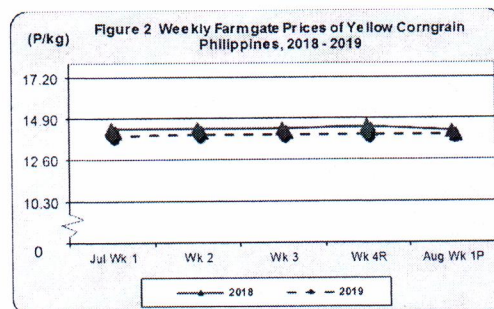 (P/kg)
Figure 2 Weekly Farmgate Prices of Yellow Corngrain
Philippines, 2018 - 2019
17.20
14.90
12.60
10.30
0
Jul Wk 1 Wk 2 Wk 3 Wk 4R Aug Wk 1P
2018 2019